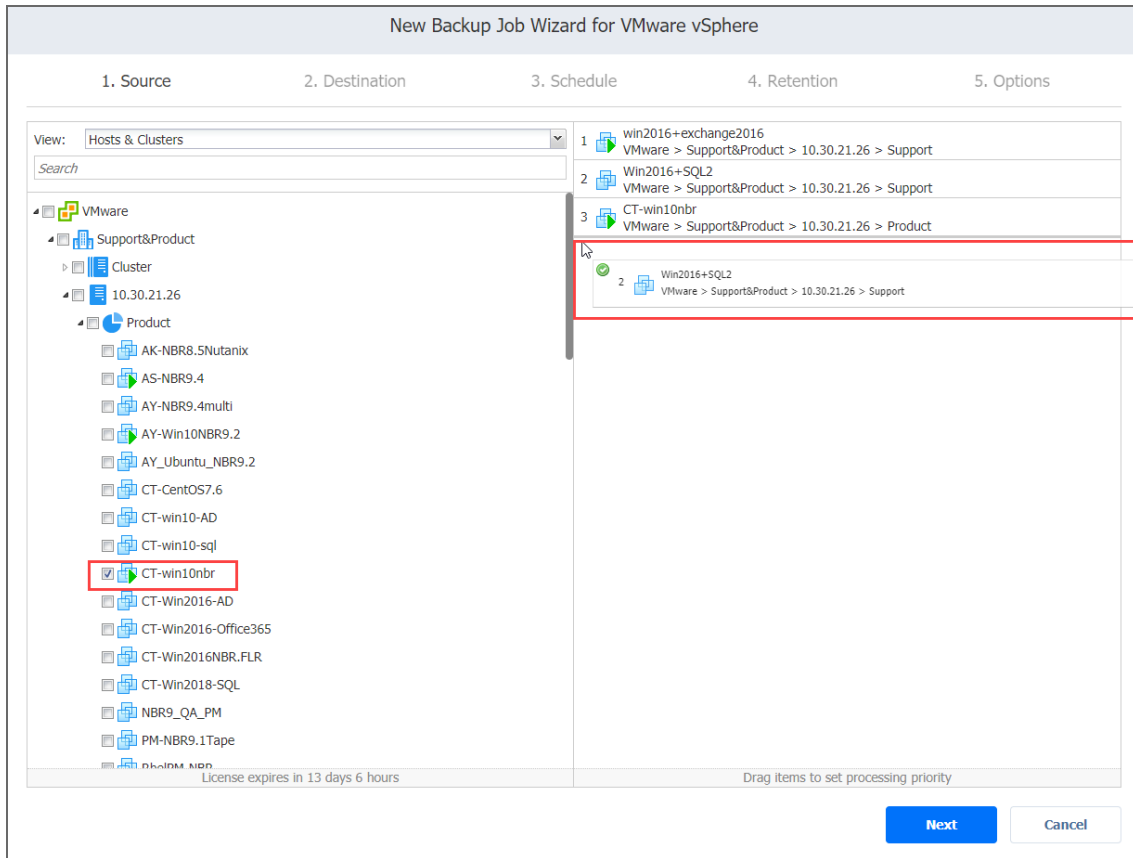 New Backup Job Wizard for VMware vSphere
1. Source
2. Destination
3. Schedule
4. Retention
5. Options
View:
Hosts & Clusters
Search
VMware
Support&Product
Cluster
10.30.21.26
Product
AK-NBR8.5Nutanix
AS-NBR9.4
AY-NBR9.4multi
AY-Win10NBR9.2
AY_Ubuntu_NBR9.2
CT-CentOS7.6
CT-win10-AD
CT-win10-sql
CT-win10nbr
CT-Win2016-AD
CT-Win2016-Office365
CT-Win2016NBR.FLR
CT-Win2018-SQL
NBR9_QA_PM
PM-NBR9.1Tape
RhelPM-NBR
License expires in 13 days 6 hours
1
win2016+exchange2016
VMware > Support&Product > 10.30.21.26 > Support
2
Win2016+SQL2
VMware > Support&Product > 10.30.21.26 > Support
3
CT-win10nbr
VMware > Support&Product > 10.30.21.26 > Product
2
Win2016+SQL2
VMware > Support&Product > 10.30.21.26 > Support
Drag items to set processing priority
Next
Cancel